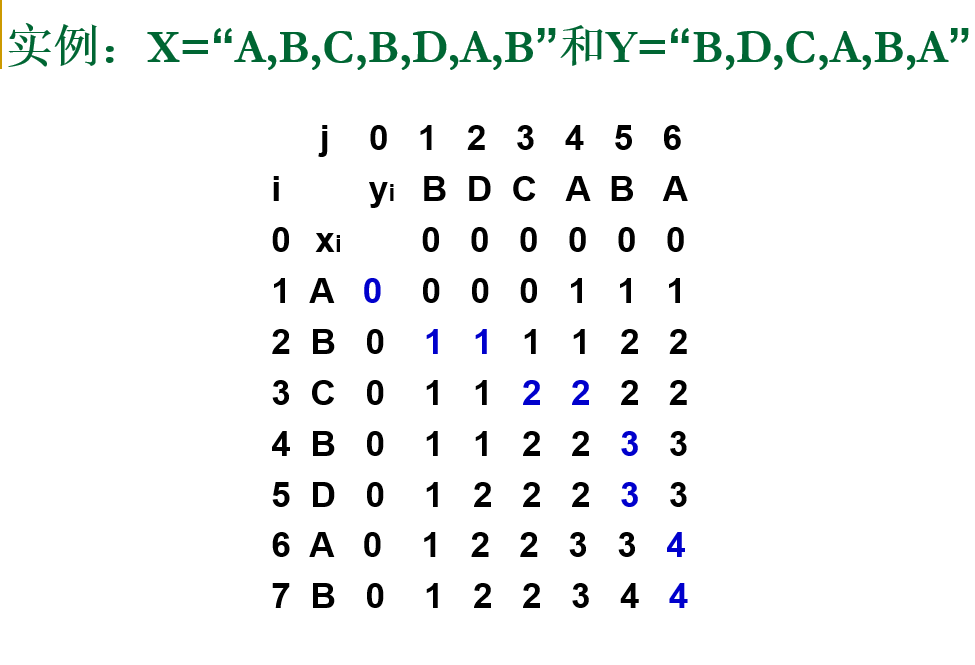 实例：X=“A,B,C,B,D,A,B”和Y=“B,D,C,A,B,A”
j 0 1 2 3 4 5 6
i yi B D C A B A
0 xi 0 0 0 0 0 0
1 A 0 0 0 0 1 1 1
2 B 0 1 1 1 1 2 2
3 C 0 1 1 2 2 2 2
4 B 0 1 1 2 2 3 3
5 D 0 1 2 2 2 3 3
6 A 0 1 2 2 3 3 4
7 B 0 1 2 2 3 4 4